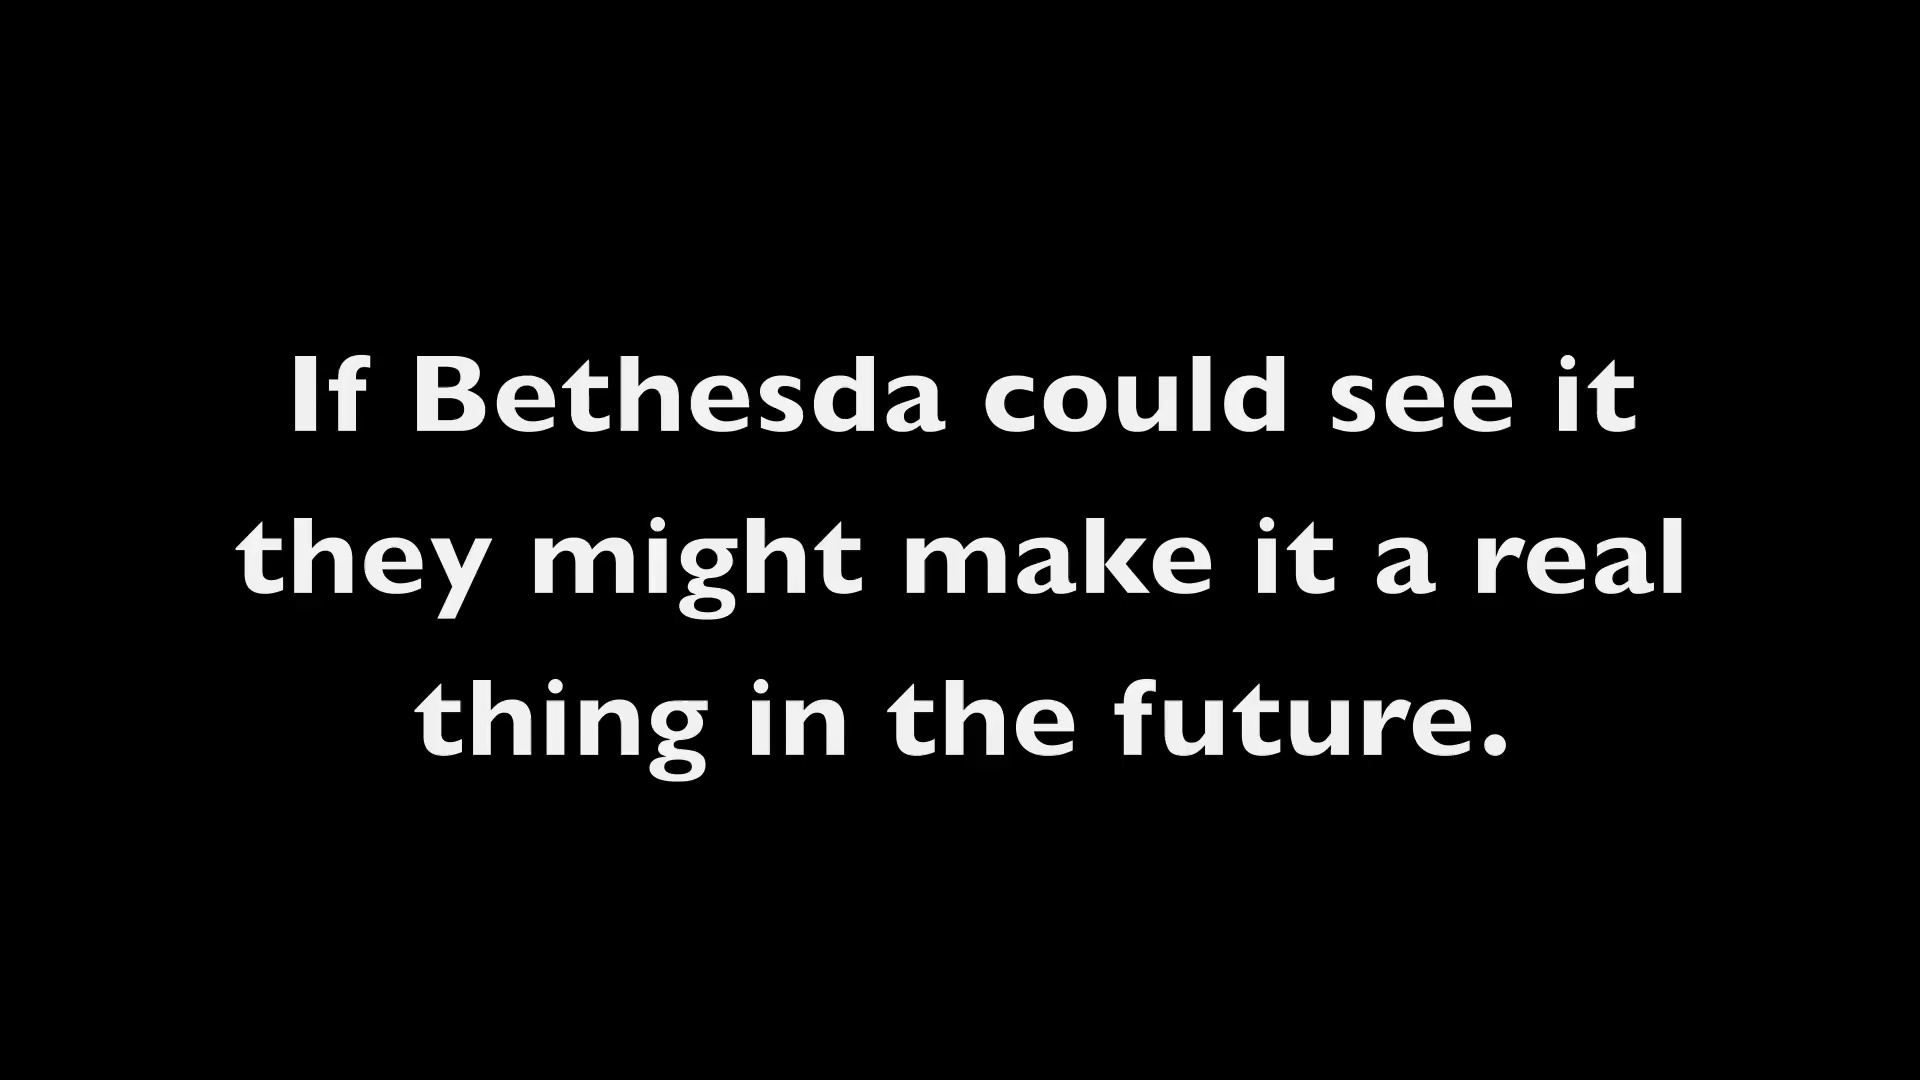 If Bethesda could see it
they might make it a real
thing in the future.